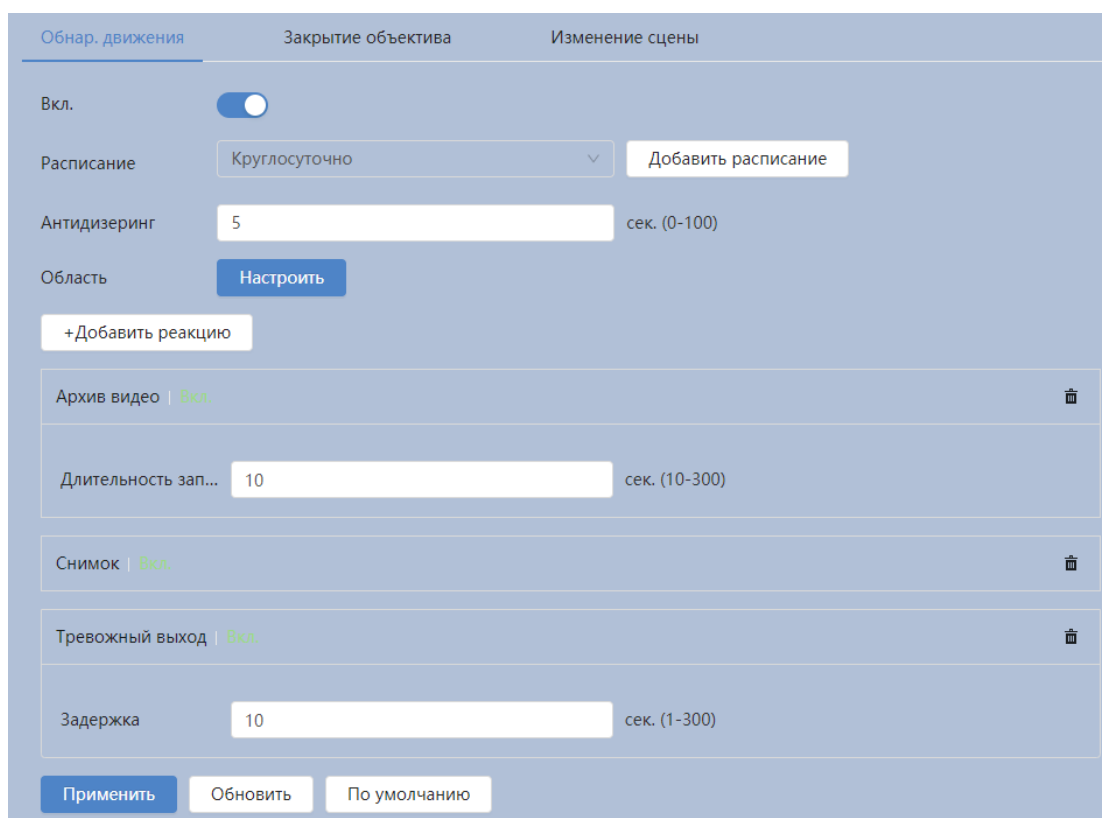 Обнар. движения Закрытие объектива Изменение сцены
Вкл.
Расписание Круглосуточно Добавить расписание
Антидизеринг 5 сек. (0-100)
Область Настроить
+Добавить реакцию
Архив видео | Вкл.
Длительность зап... 10 сек. (10-300)
Снимок | Вкл.
Тревожный выход | Вкл.
Задержка 10 сек. (1-300)
Применить Обновить По умолчанию